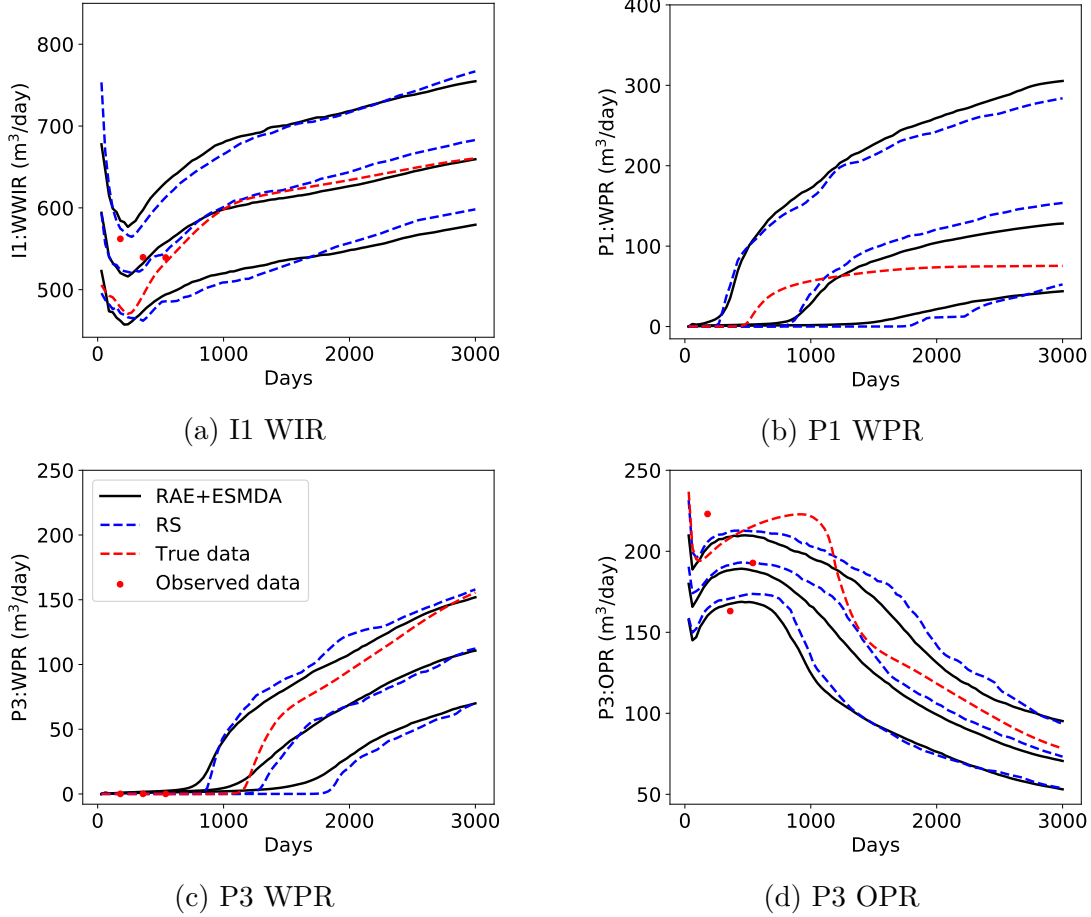 800
700
600
500
I1:WWIR (m³/day)
0
1000
2000
3000
Days
(a) I1 WIR
400
300
200
100
0
P1:WPR (m³/day)
0
1000
2000
3000
Days
(b) P1 WPR
250
200
150
100
50
0
P3:WPR (m³/day)
RAE+ESMDA
RS
True data
Observed data
0
1000
2000
3000
Days
(c) P3 WPR
250
200
150
100
50
P3:OPR (m³/day)
0
1000
2000
3000
Days
(d) P3 OPR